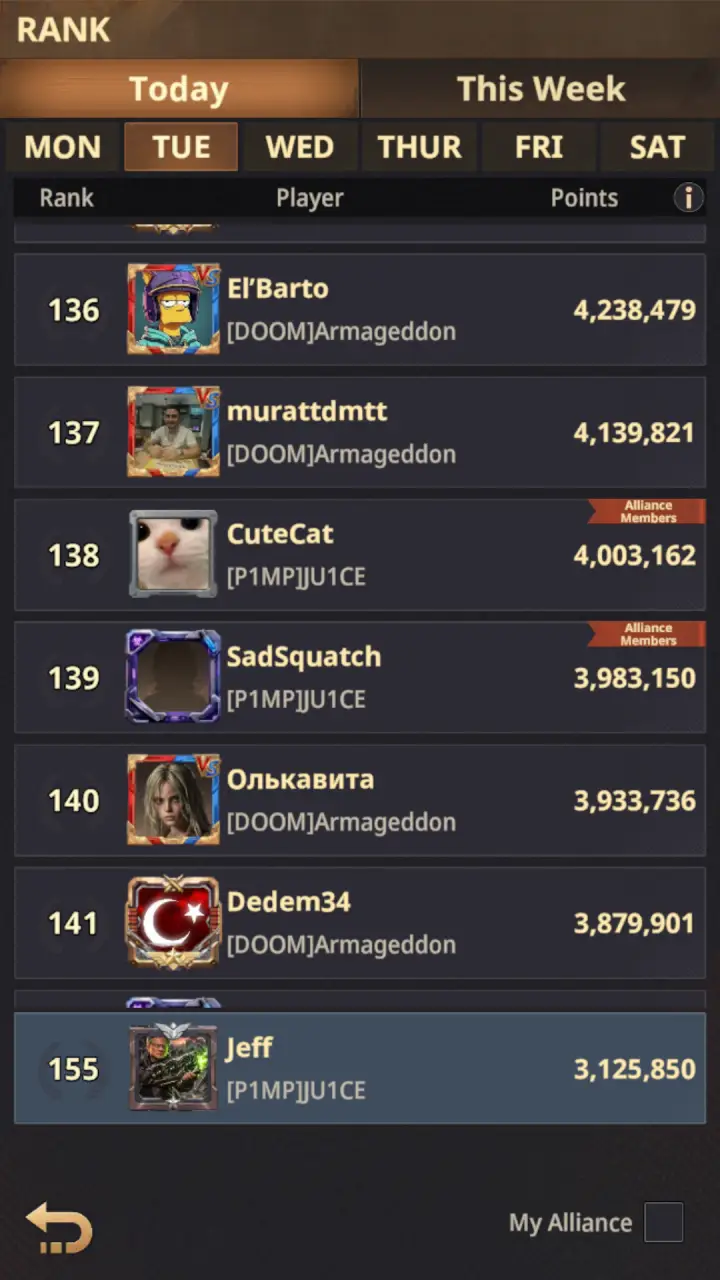 RANK
Today
This Week
MON
TUE
WED
THUR
FRI
SAT
Rank
Player
Points
i
136
VS
El’Barto
[DOOM]Armageddon
4,238,479
137
VS
murattdmtt
[DOOM]Armageddon
4,139,821
Alliance
Members
138
CuteCat
[P1MP]JU1CE
4,003,162
Alliance
Members
139
SadSquatch
[P1MP]JU1CE
3,983,150
140
VS
Олькавита
[DOOM]Armageddon
3,933,736
141
Dedem34
[DOOM]Armageddon
3,879,901
155
Jeff
[P1MP]JU1CE
3,125,850
My Alliance